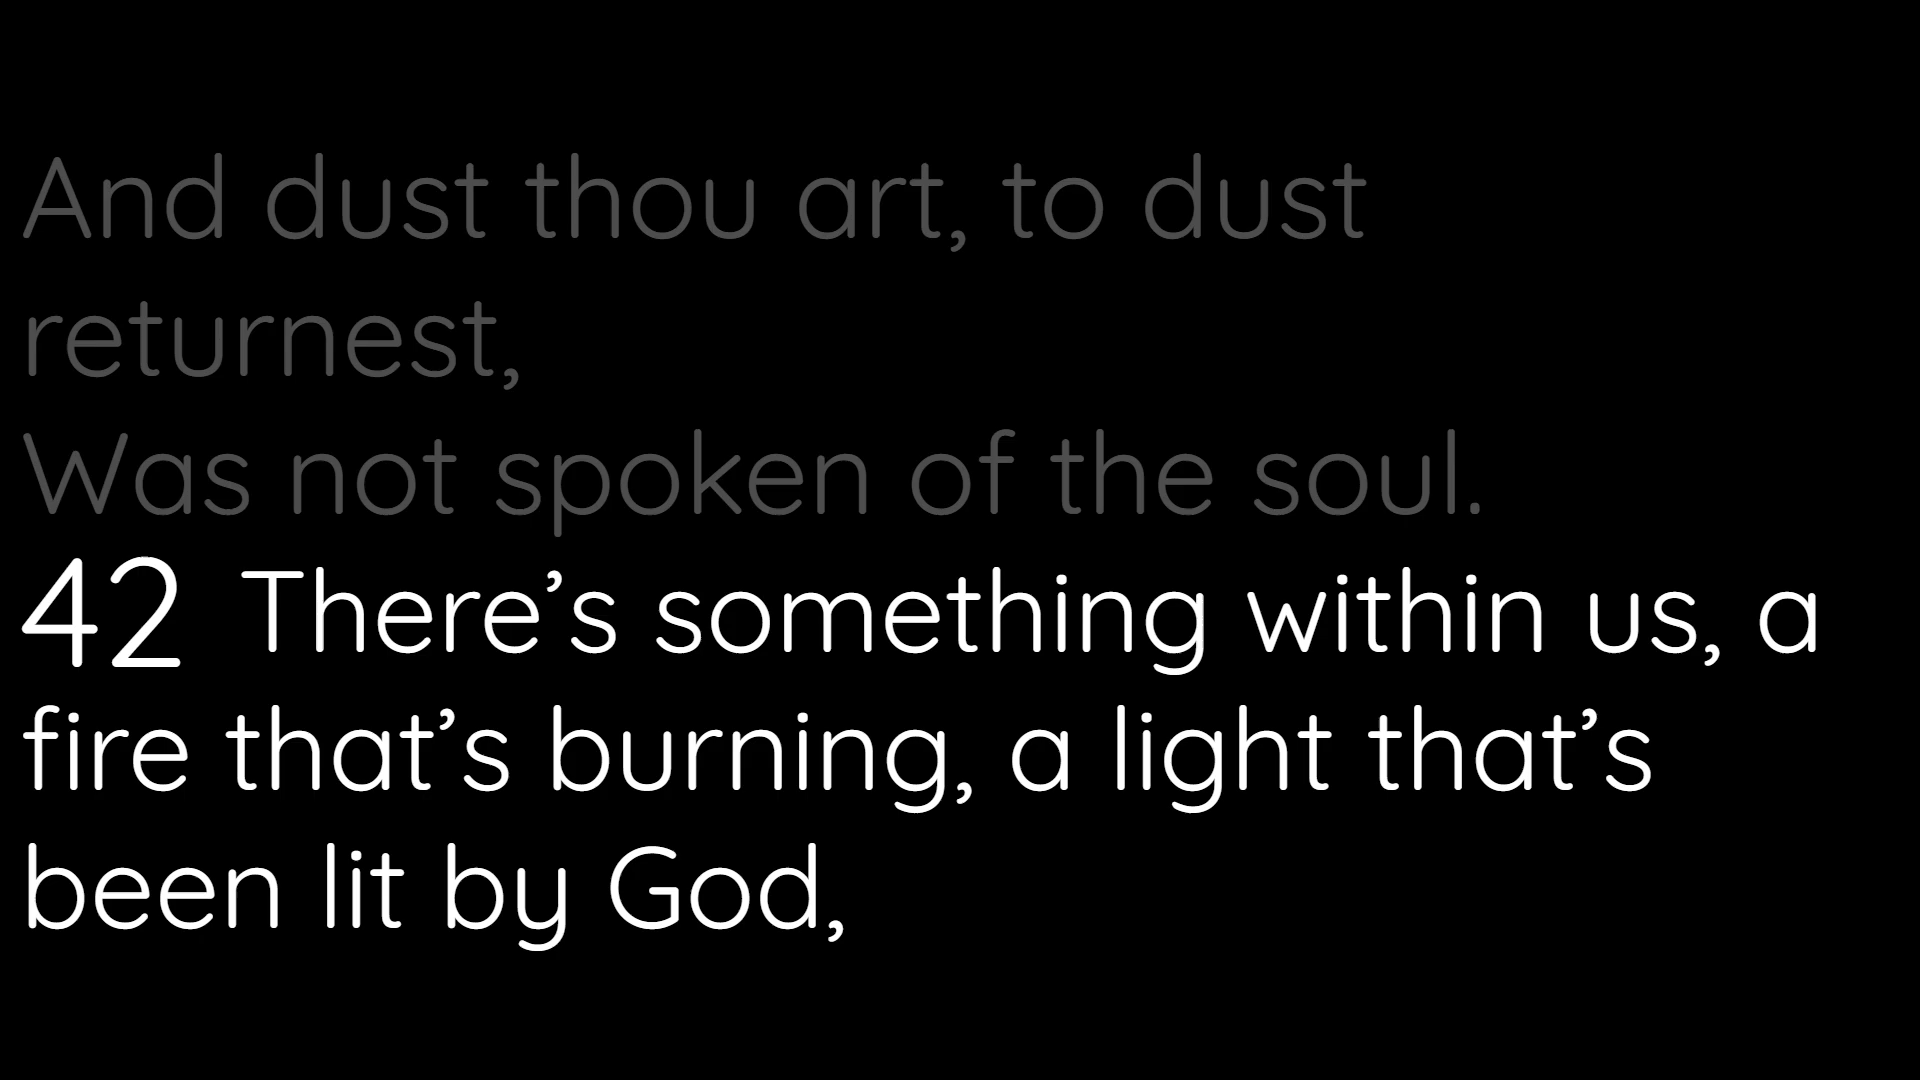 And dust thou art, to dust
returnest,
Was not spoken of the soul.
42 There’s something within us, a
fire that’s burning, a light that’s
been lit by God,